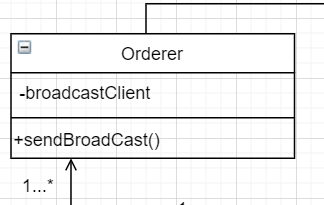 Orderer
-broadcastClient
+sendBroadCast()
1...*